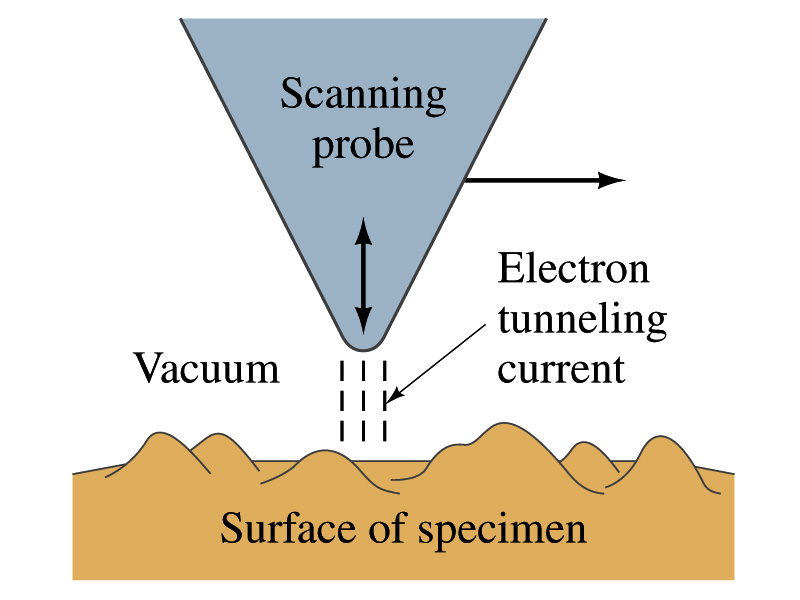 Scanning
probe
Electron
tunneling
current
Vacuum
Surface of specimen